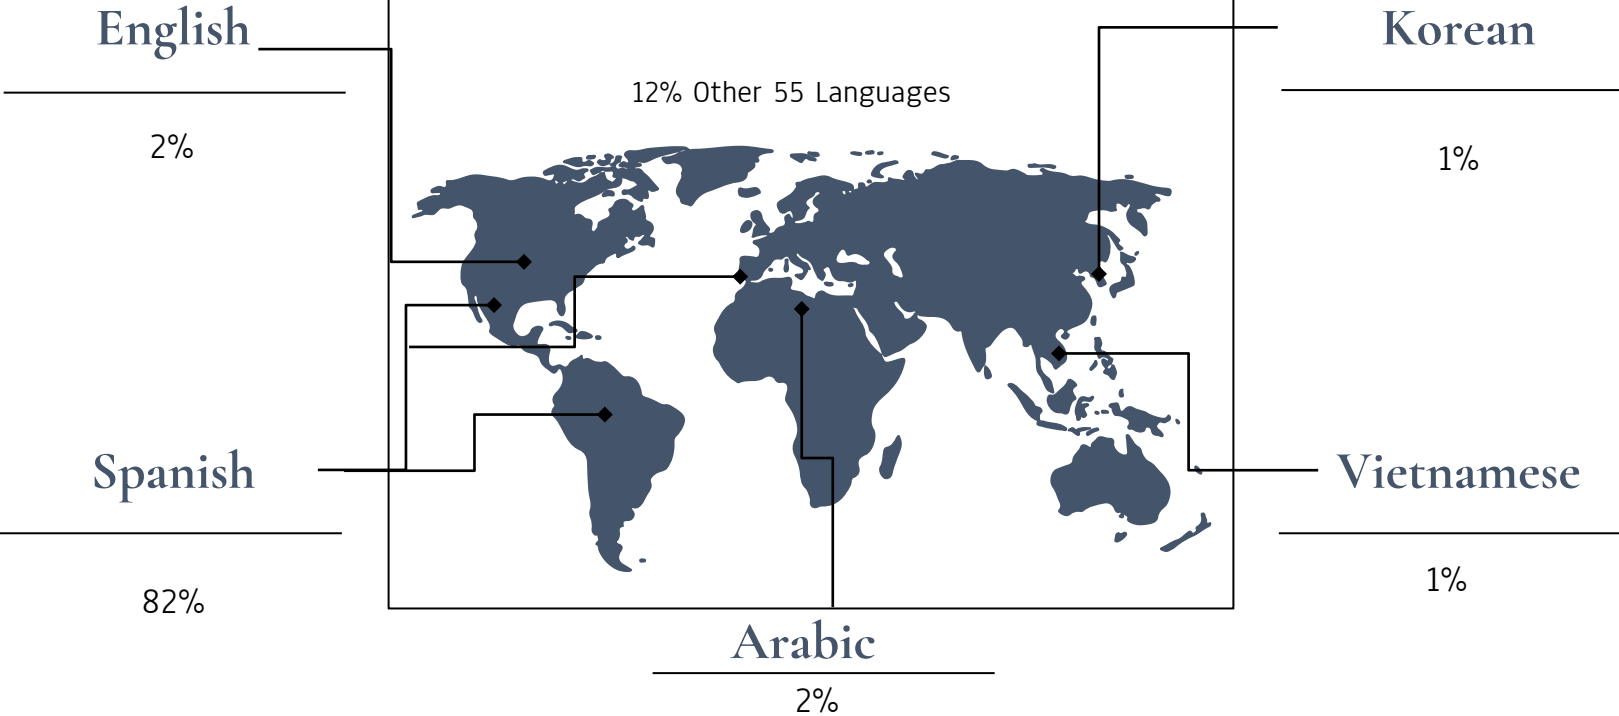 English
2%
12% Other 55 Languages
Korean
1%
Spanish
82%
Vietnamese
1%
Arabic
2%